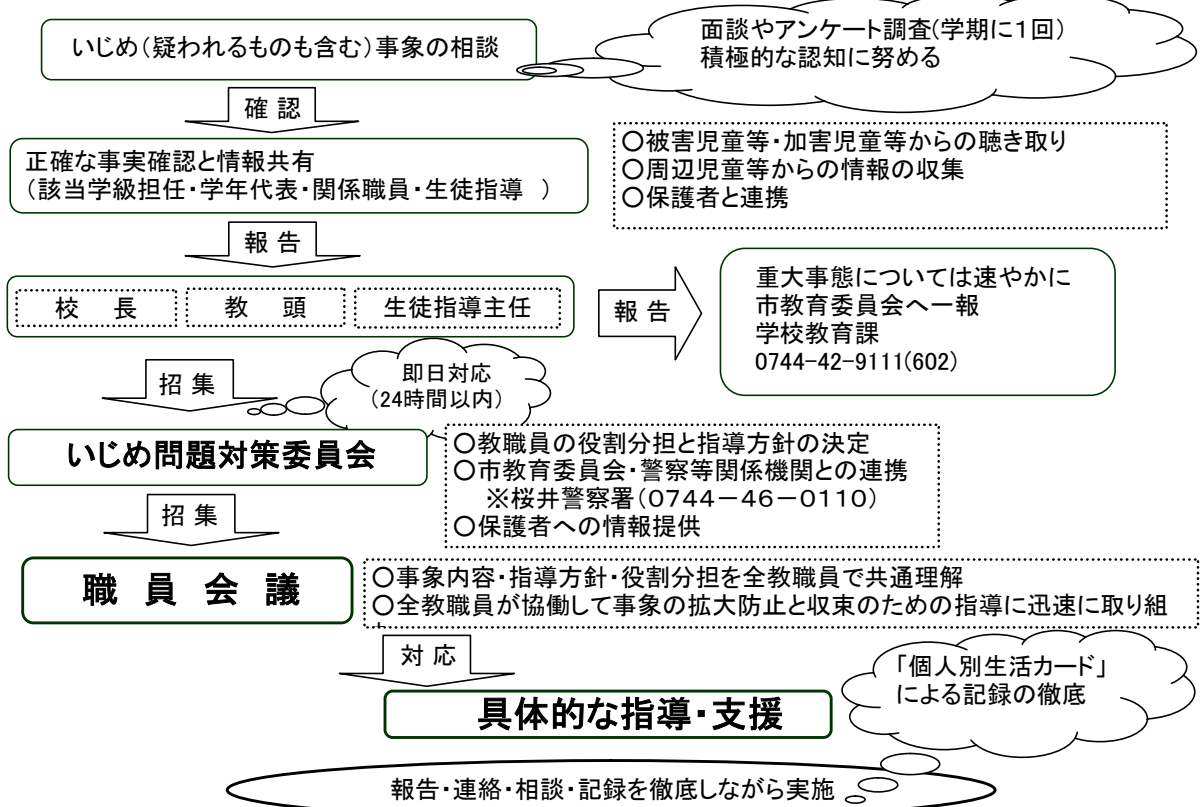 いじめ(疑われるものも含む)事象の相談
面談やアンケート調査(学期に1回)
積極的な認知に努める
確 認
正確な事実確認と情報共有
(該当学級担任・学年代表・関係職員・生徒指導　)
○被害児童等・加害児童等からの聴き取り
○周辺児童等からの情報の収集
○保護者と連携
報 告
校　長
教　頭
生徒指導主任
報 告
重大事態については速やかに
市教育委員会へ一報
学校教育課
0744-42-9111(602)
招 集
即日対応
(24時間以内)
いじめ問題対策委員会
○教職員の役割分担と指導方針の決定
○市教育委員会・警察等関係機関との連携
※桜井警察署(0744-46-0110)
○保護者への情報提供
招 集
職 員 会 議
○事象内容・指導方針・役割分担を全教職員で共通理解
○全教職員が協働して事象の拡大防止と収束のための指導に迅速に取り組
対 応
「個人別生活カード」
による記録の徹底
具体的な指導・支援
報告・連絡・相談・記録を徹底しながら実施